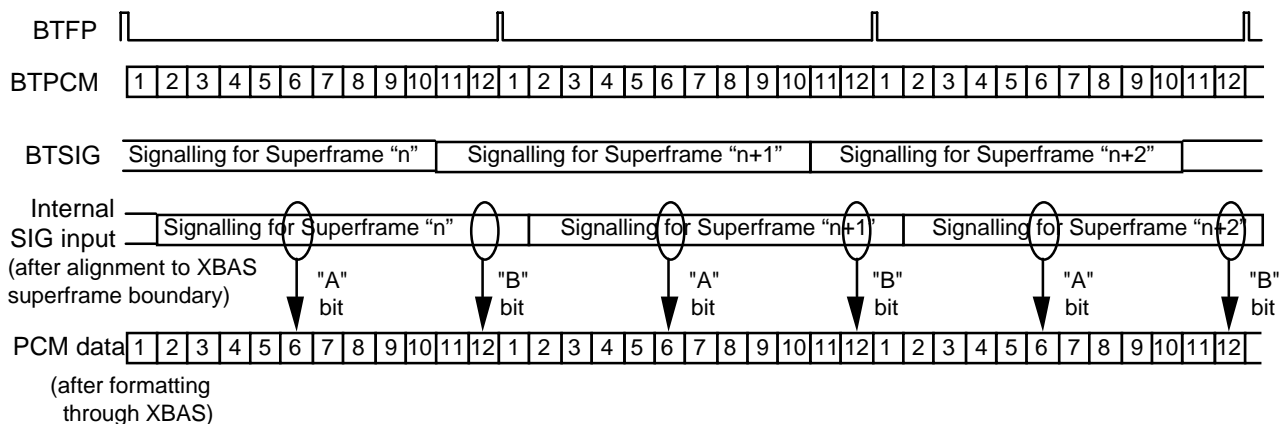 BTFP
BTPCM 1 2 3 4 5 6 7 8 9 10 11 12 1 2 3 4 5 6 7 8 9 10 11 12 1 2 3 4 5 6 7 8 9 10 11 12
BTSIG Signalling for Superframe “n” Signalling for Superframe “n+1” Signalling for Superframe “n+2”
Internal
SIG input Signalling for Superframe “n” Signalling for Superframe “n+1” Signalling for Superframe “n+2”
(after alignment to XBAS
superframe boundary)
"A" "B" "A" "B" "A" "B"
bit bit bit bit bit bit
PCM data 1 2 3 4 5 6 7 8 9 10 11 12 1 2 3 4 5 6 7 8 9 10 11 12 1 2 3 4 5 6 7 8 9 10 11 12
(after formatting
through XBAS)